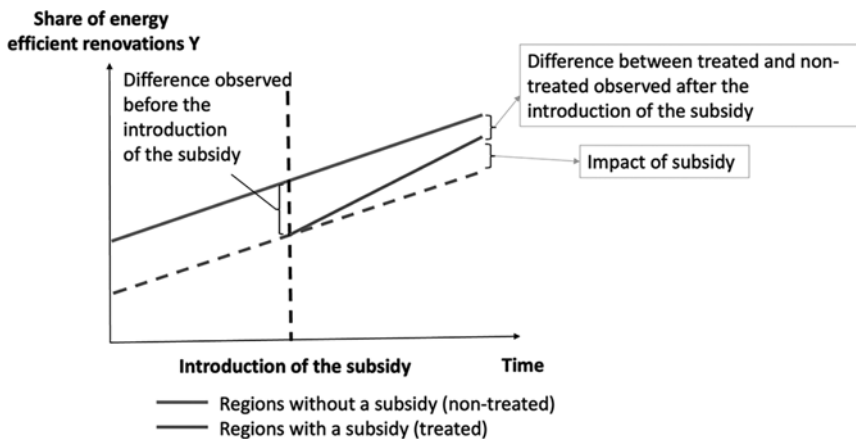 Share of energy
efficient renovations Y
Difference observed
before the
introduction
of the subsidy
Difference between treated and non-
treated observed after the
introduction of the subsidy
Impact of subsidy
Introduction of the subsidy
Time
Regions without a subsidy (non-treated)
Regions with a subsidy (treated)